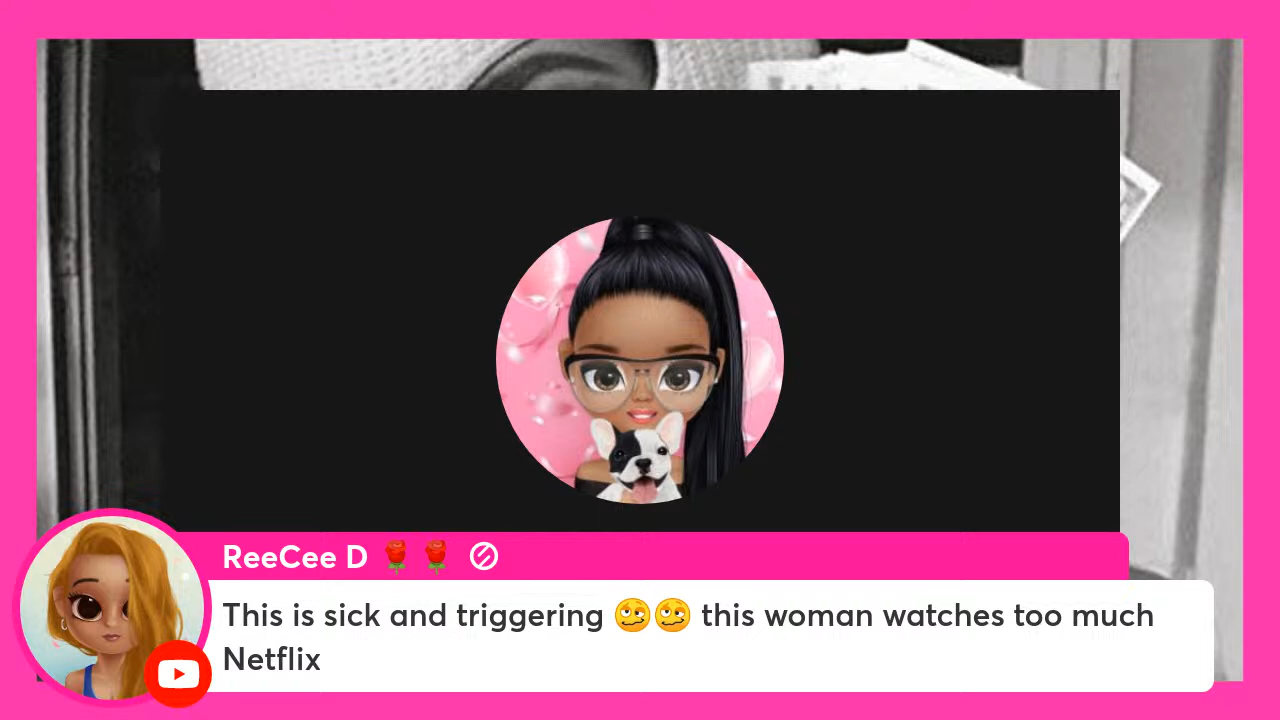 ReeCee D 🌹 🌹
This is sick and triggering 🥴🥴 this woman watches too much
Netflix